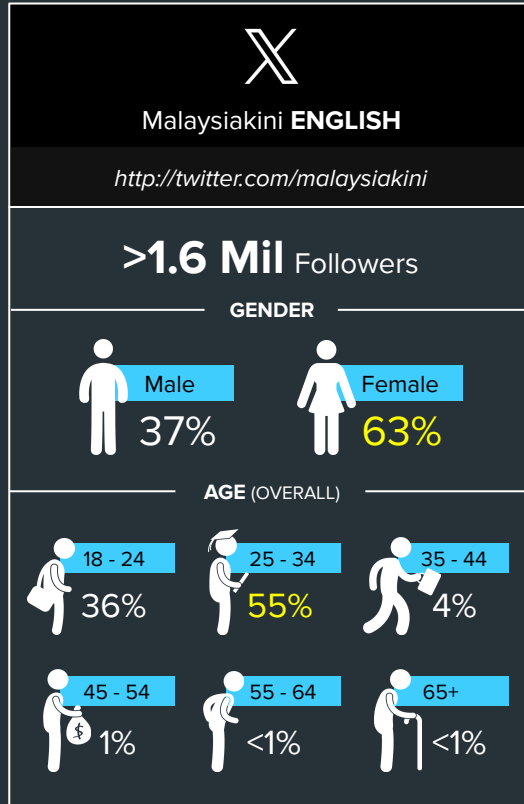 Malaysiakini ENGLISH
http://twitter.com/malaysiakini
>1.6 Mil Followers
GENDER
Male Female
37% 63%
AGE (OVERALL)
18 - 24 25 - 34 35 - 44
36% 55% 4%
45 - 54 55 - 64 65+
$ 1% <1% <1%